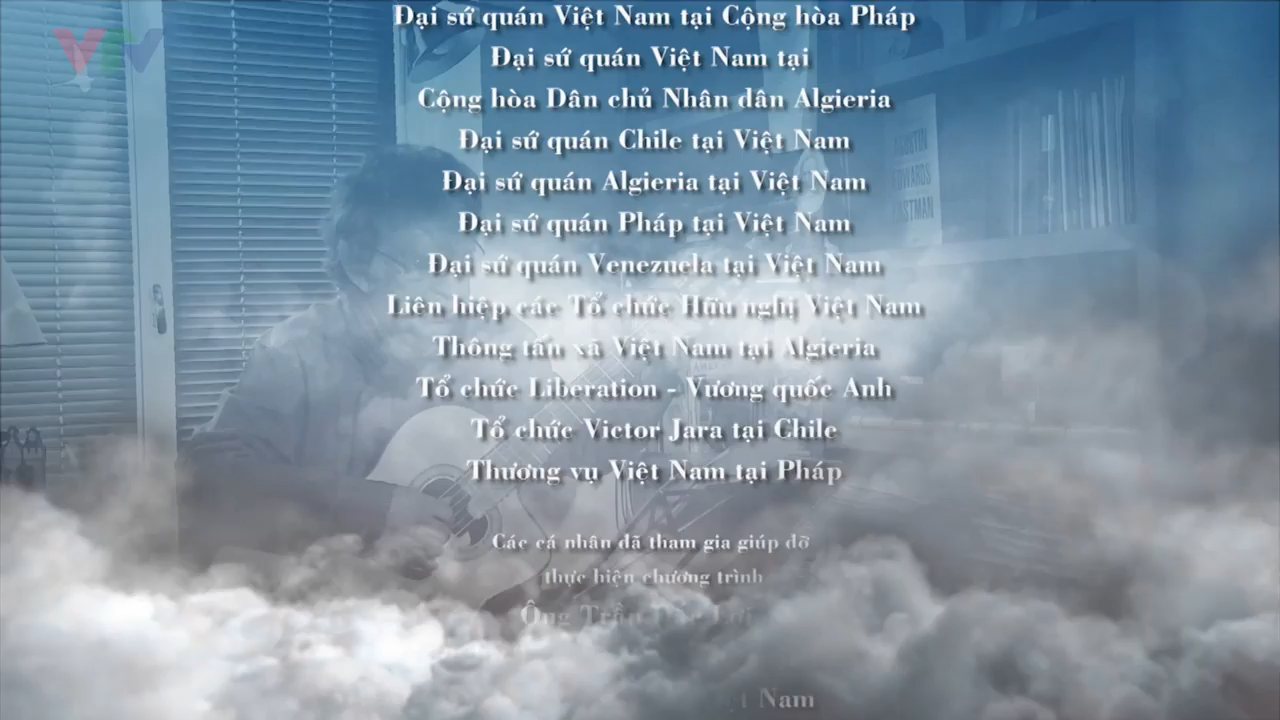 VTV
Đại sứ quán Việt Nam tại Cộng hòa Pháp
Đại sứ quán Việt Nam tại
Cộng hòa Dân chủ Nhân dân Algieria
Đại sứ quán Chile tại Việt Nam
Đại sứ quán Algieria tại Việt Nam
Đại sứ quán Pháp tại Việt Nam
Đại sứ quán Venezuela tại Việt Nam
Liên hiệp các Tổ chức Hữu nghị Việt Nam
Thông tấn xã Việt Nam tại Algieria
Tổ chức Liberation - Vương quốc Anh
Tổ chức Victor Jara tại Chile
Thương vụ Việt Nam tại Pháp
Các cá nhân đã tham gia giúp đỡ
thực hiện chương trình
Ông Trần
Nam